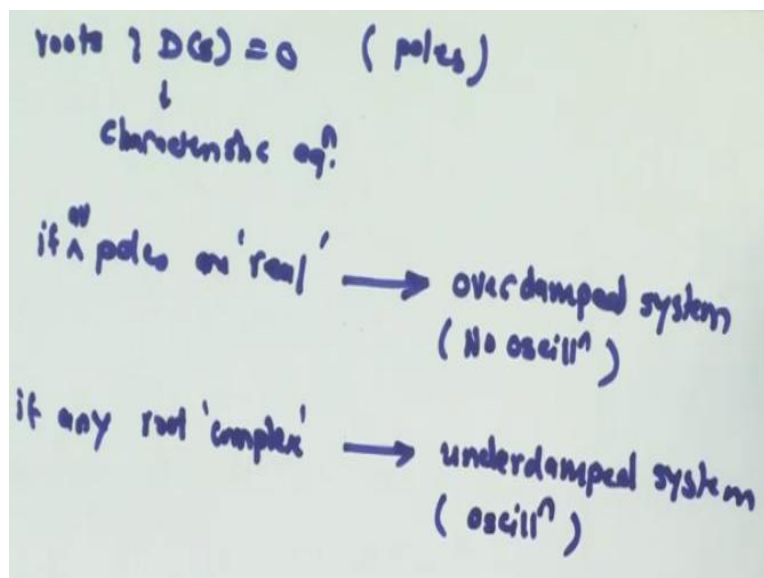 roots of D(s) = 0 (poles)
↓
characteristic eqⁿ.
if ^all poles are 'real' → overdamped system
(No oscillⁿ)
if any root 'complex' → underdamped system
(oscillⁿ)